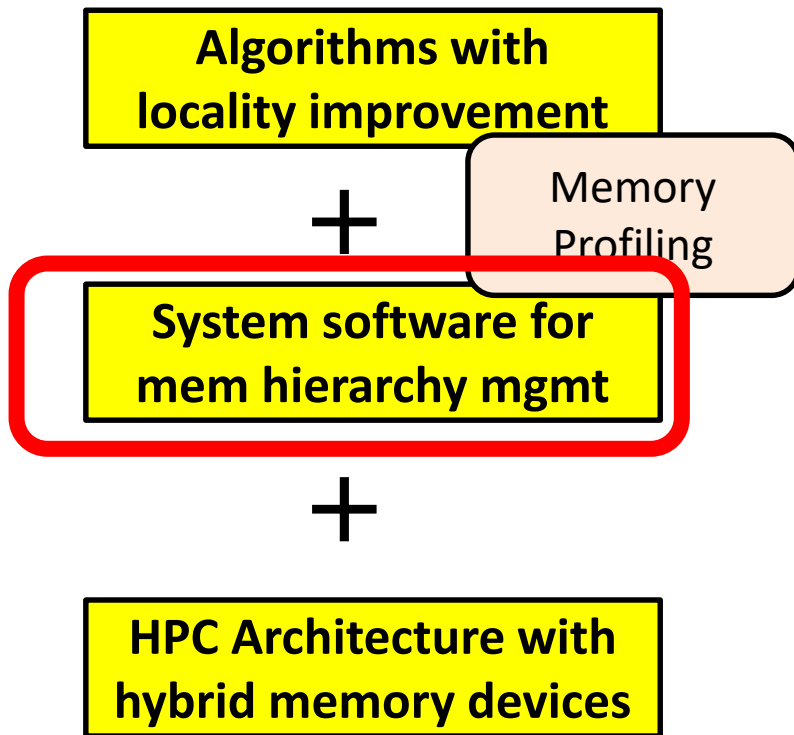 Algorithms with
locality improvement
+
Memory
Profiling
System software for
mem hierarchy mgmt
+
HPC Architecture with
hybrid memory devices